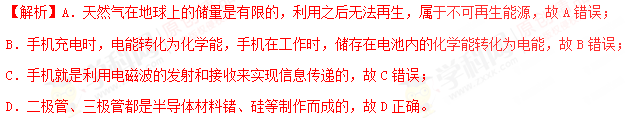 【解析】A．天然气在地球上的储量是有限的，利用之后无法再生，属于不可再生能源，故 A 错误；
B．手机充电时，电能转化为化学能，手机在工作时，储存在电池内的化学能转化为电能，故 B 错误；
C．手机就是利用电磁波的发射和接收来实现信息传递的，故 C 错误；
D．二极管、三极管都是半导体材料锗、硅等制作而成的，故 D 正确。